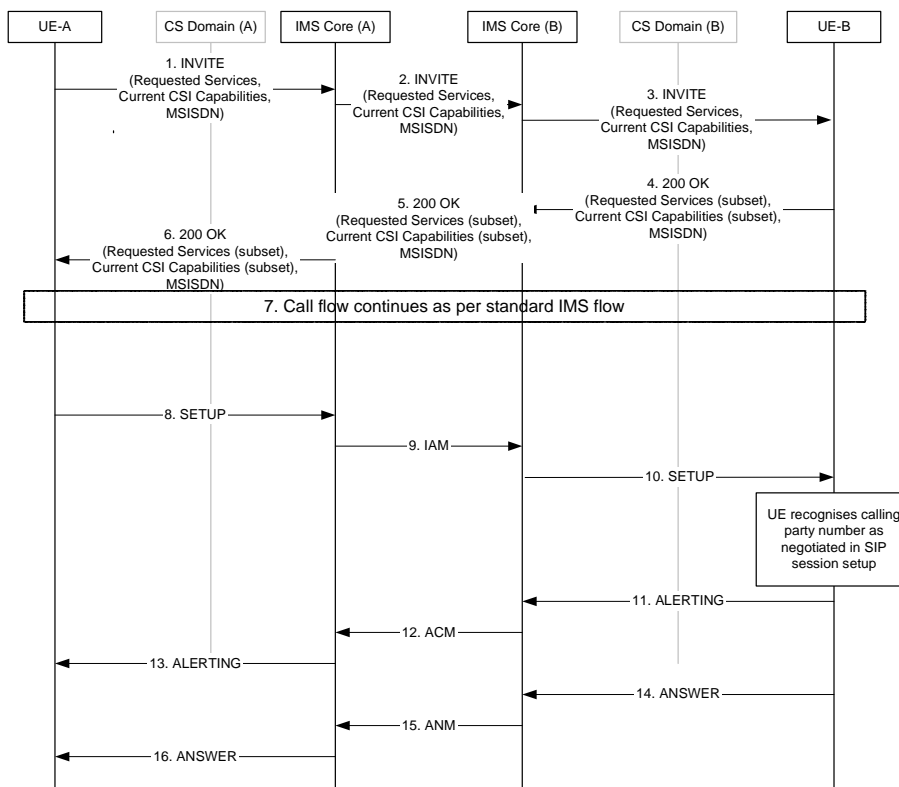 UE-A
CS Domain (A)
IMS Core (A)
IMS Core (B)
CS Domain (B)
UE-B
1. INVITE
(Requested Services,
Current CSI Capabilities,
MSISDN)
2. INVITE
(Requested Services,
Current CSI Capabilities,
MSISDN)
3. INVITE
(Requested Services,
Current CSI Capabilities,
MSISDN)
4. 200 OK
(Requested Services (subset),
Current CSI Capabilities (subset),
MSISDN)
5. 200 OK
(Requested Services (subset),
Current CSI Capabilities (subset),
MSISDN)
6. 200 OK
(Requested Services (subset),
Current CSI Capabilities (subset),
MSISDN)
7. Call flow continues as per standard IMS flow
8. SETUP
9. IAM
10. SETUP
UE recognises calling
party number as
negotiated in SIP
session setup
11. ALERTING
12. ACM
13. ALERTING
14. ANSWER
15. ANM
16. ANSWER